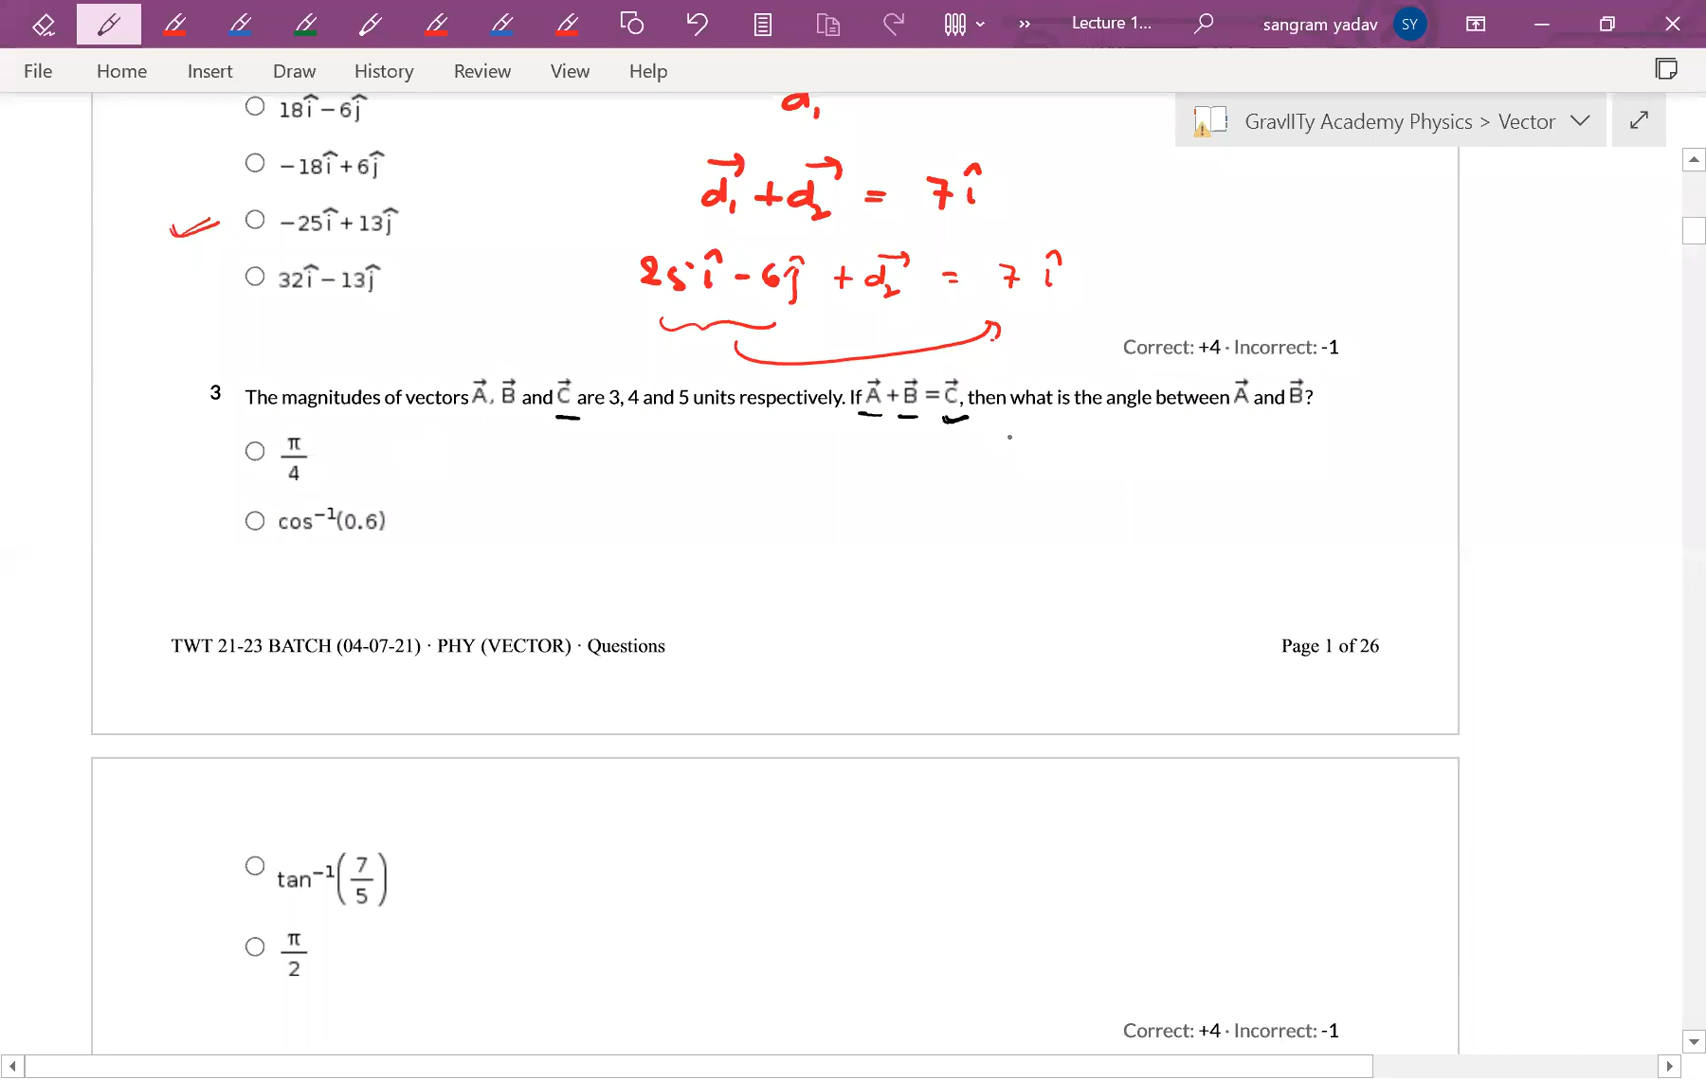 Lecture 1...
sangram yadav
SY
File Home Insert Draw History Review View Help
GravIITy Academy Physics > Vector
18î – 6ĵ
–18î + 6ĵ
–25î + 13ĵ
32î – 13ĵ
d₁
d₁⃗ + d₂⃗ = 7î
25î – 6ĵ + d₂⃗ = 7î
Correct: +4 · Incorrect: -1
3 The magnitudes of vectors A⃗, B⃗ and C⃗ are 3, 4 and 5 units respectively. If A⃗ + B⃗ = C⃗, then what is the angle between A⃗ and B⃗?
π/4
cos⁻¹(0.6)
TWT 21-23 BATCH (04-07-21) · PHY (VECTOR) · Questions Page 1 of 26
tan⁻¹(7/5)
π/2
Correct: +4 · Incorrect: -1